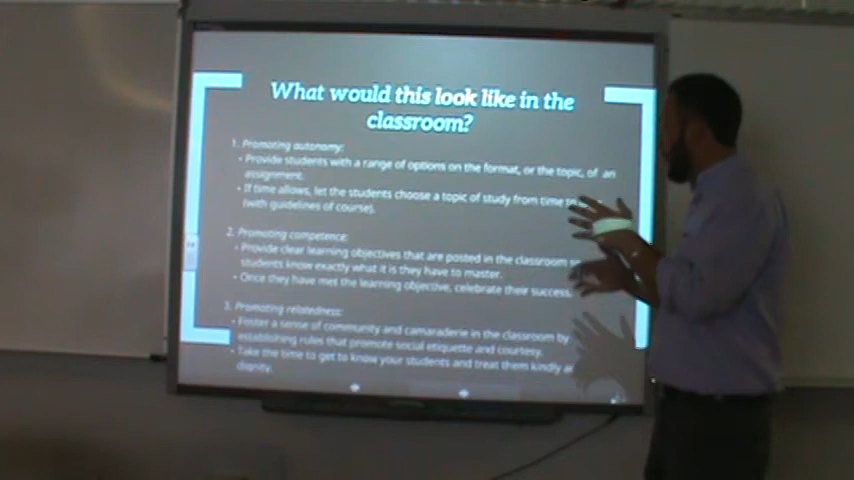 What would this look like in the
classroom?
1. Promoting autonomy:
• Provide students with a range of options on the format, or the topic, of an
assignment.
• If time allows, let the students choose a topic of study from time to
(with guidelines of course).
2. Promoting competence:
• Provide clear learning objectives that are posted in the classroom
students know exactly what it is they have to master.
• Once they have met the learning objective, celebrate their success.
3. Promoting relatedness:
• Foster a sense of community and camaraderie in the classroom by
establishing rules that promote social etiquette and courtesy.
• Take the time to get to know your students and treat them kindly
dignity.